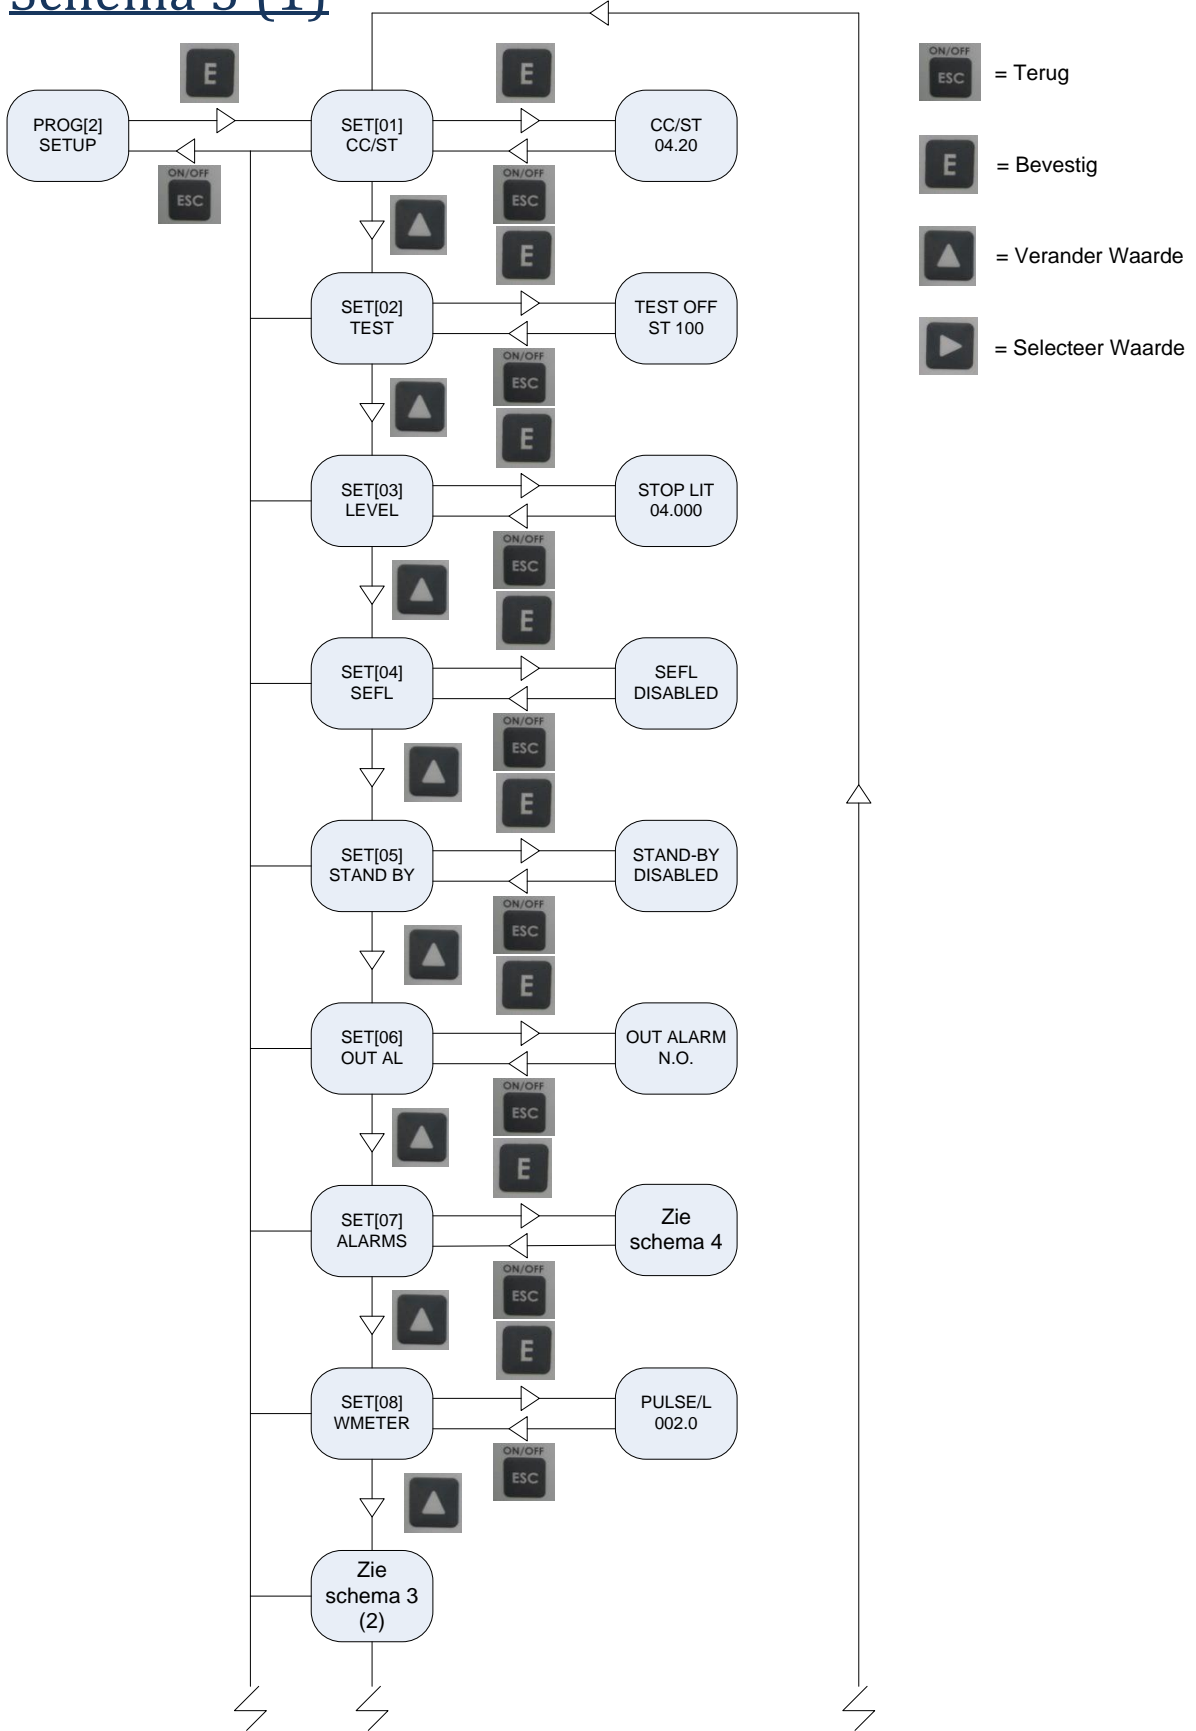 Schema 3 (1)
E
E
ON/OFF
ESC
= Terug
PROG[2]
SETUP
SET[01]
CC/ST
CC/ST
04.20
E
= Bevestig
ON/OFF
ESC
ON/OFF
ESC
E
= Verander Waarde
SET[02]
TEST
TEST OFF
ST 100
= Selecteer Waarde
ON/OFF
ESC
E
SET[03]
LEVEL
STOP LIT
04.000
ON/OFF
ESC
E
SET[04]
SEFL
SEFL
DISABLED
ON/OFF
ESC
E
SET[05]
STAND BY
STAND-BY
DISABLED
ON/OFF
ESC
E
SET[06]
OUT AL
OUT ALARM
N.O.
ON/OFF
ESC
E
SET[07]
ALARMS
Zie
schema 4
ON/OFF
ESC
E
SET[08]
WMETER
PULSE/L
002.0
ON/OFF
ESC
Zie
schema 3
(2)